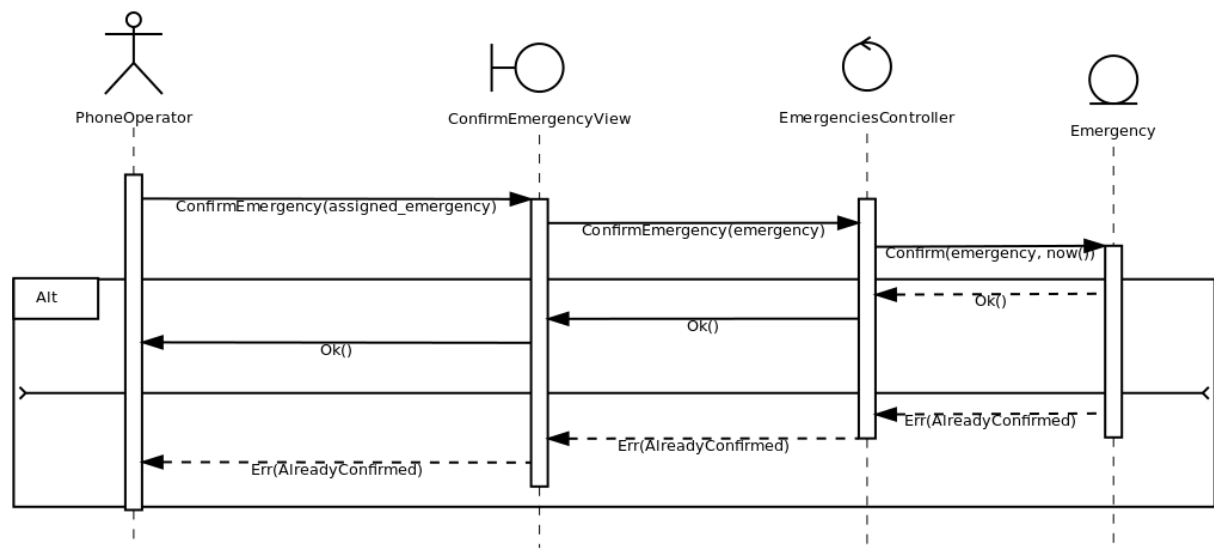 PhoneOperator
ConfirmEmergencyView
EmergenciesController
Emergency
ConfirmEmergency(assigned_emergency)
ConfirmEmergency(emergency)
Confirm(emergency, now())
Alt
Ok()
Ok()
Ok()
Err(AlreadyConfirmed)
Err(AlreadyConfirmed)
Err(AlreadyConfirmed)